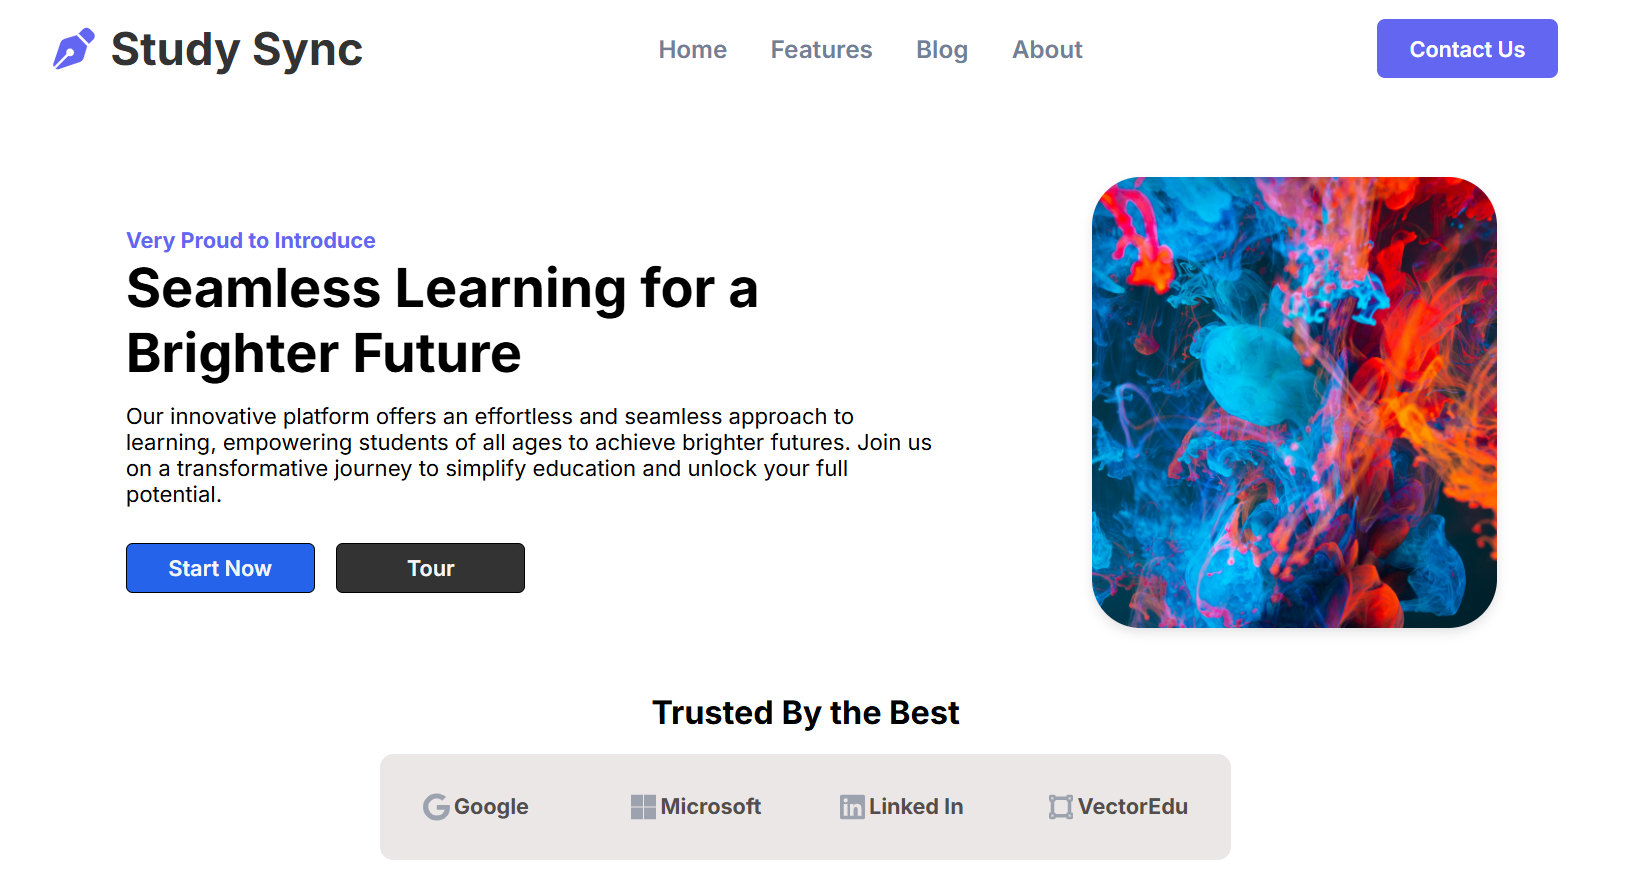 Study Sync
Home Features Blog About
Contact Us
Very Proud to Introduce
Seamless Learning for a
Brighter Future
Our innovative platform offers an effortless and seamless approach to
learning, empowering students of all ages to achieve brighter futures. Join us
on a transformative journey to simplify education and unlock your full
potential.
Start Now
Tour
Trusted By the Best
Google
Microsoft
Linked In
VectorEdu